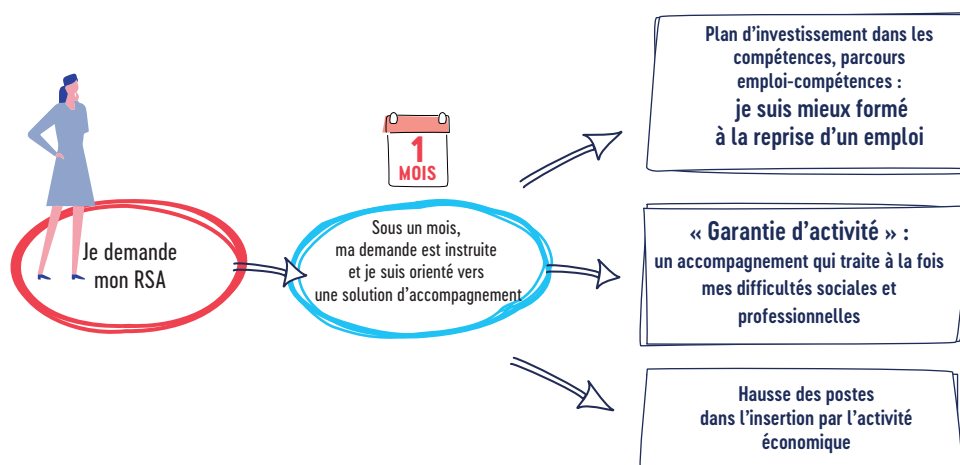 Je demande
mon RSA
1
MOIS
Sous un mois,
ma demande est instruite
et je suis orienté vers
une solution d'accompagnement
Plan d'investissement dans les
compétences, parcours
emploi-compétences :
je suis mieux formé
à la reprise d'un emploi
« Garantie d'activité » :
un accompagnement qui traite à la fois
mes difficultés sociales et
professionnelles
Hausse des postes
dans l'insertion par l'activité
économique